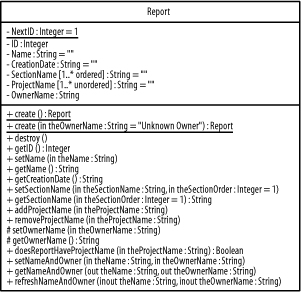 Report
- NextID : Integer = 1
- ID : Integer
- Name : String = ""
- CreationDate : String = ""
- SectionName [1..* ordered] : String = ""
- ProjectName [1..* unordered] : String = ""
- OwnerName : String
+ create () : Report
+ create (in theOwnerName : String = "Unknown Owner") : Report
+ destroy ()
+ getID () : Integer
+ setName (in theName : String)
+ getName () : String
+ getCreationDate () : String
+ setSectionName (in theSectionName : String, in theSectionOrder : Integer = 1)
+ getSectionName (in theSectionOrder : Integer = 1) : String
+ addProjectName (in theProjectName : String)
+ removeProjectName (in theProjectName : String)
# setOwnerName (in theOwnerName : String)
# getOwnerName () : String
+ doesReportHaveProjectName (in theProjectName : String) : Boolean
+ setNameAndOwner (in theName : String, in theOwnerName : String)
+ getNameAndOwner (out theName : String, out theOwnerName : String)
+ refreshNameAndOwner (inout theName : String, inout theOwnerName : String)